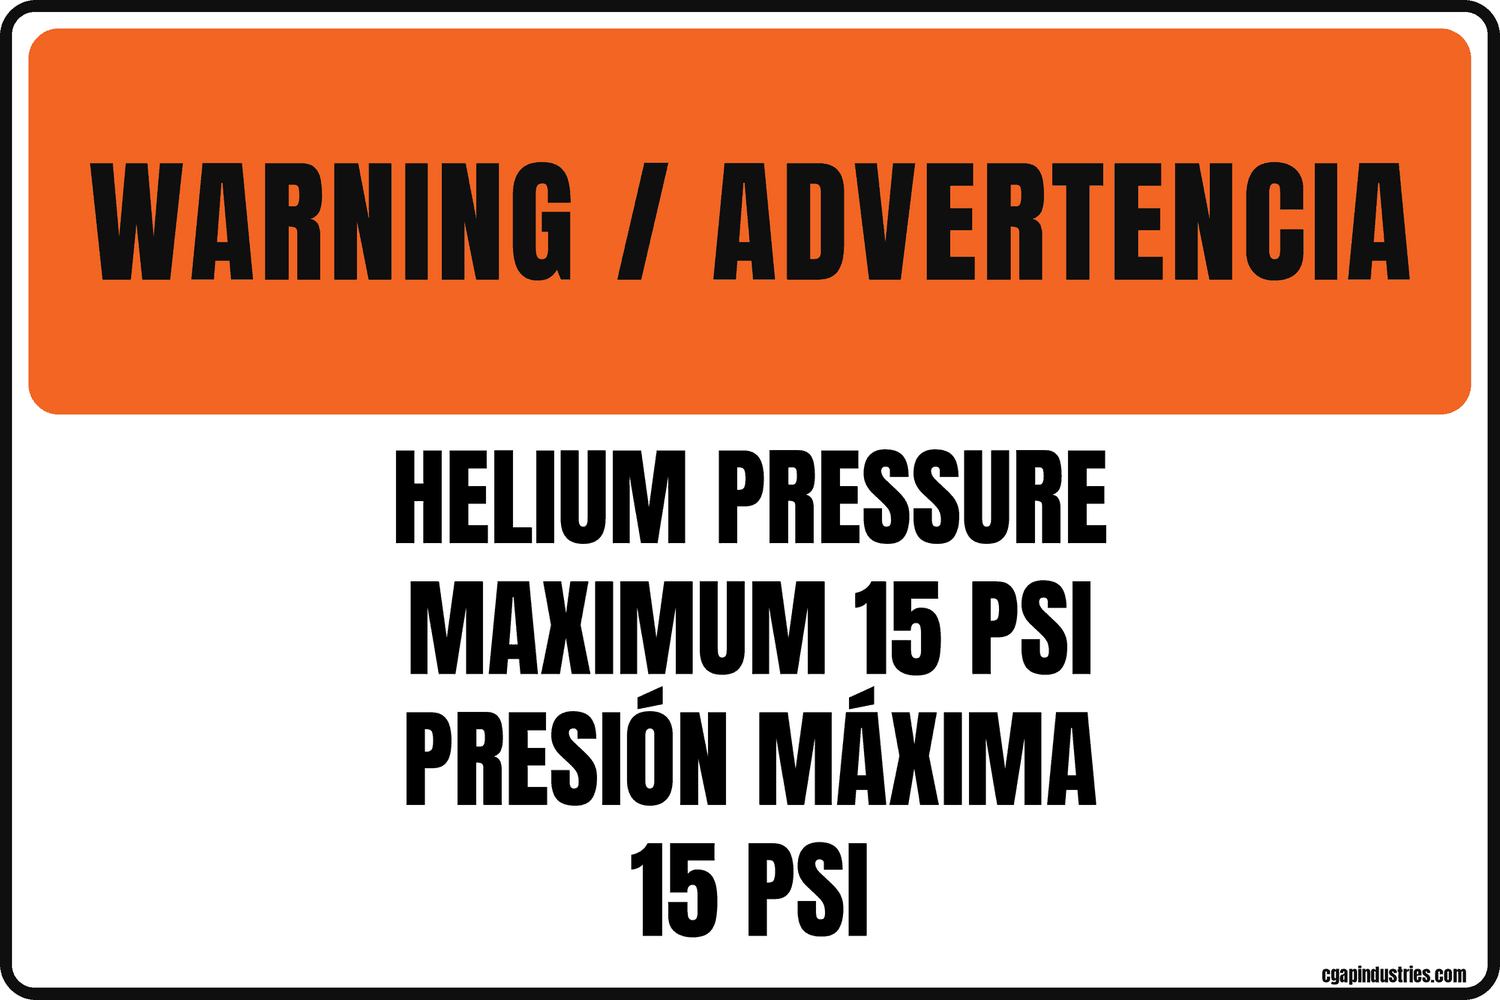 WARNING / ADVERTENCIA
HELIUM PRESSURE
MAXIMUM 15 PSI
PRESIÓN MÁXIMA
15 PSI
cgapindustries.com